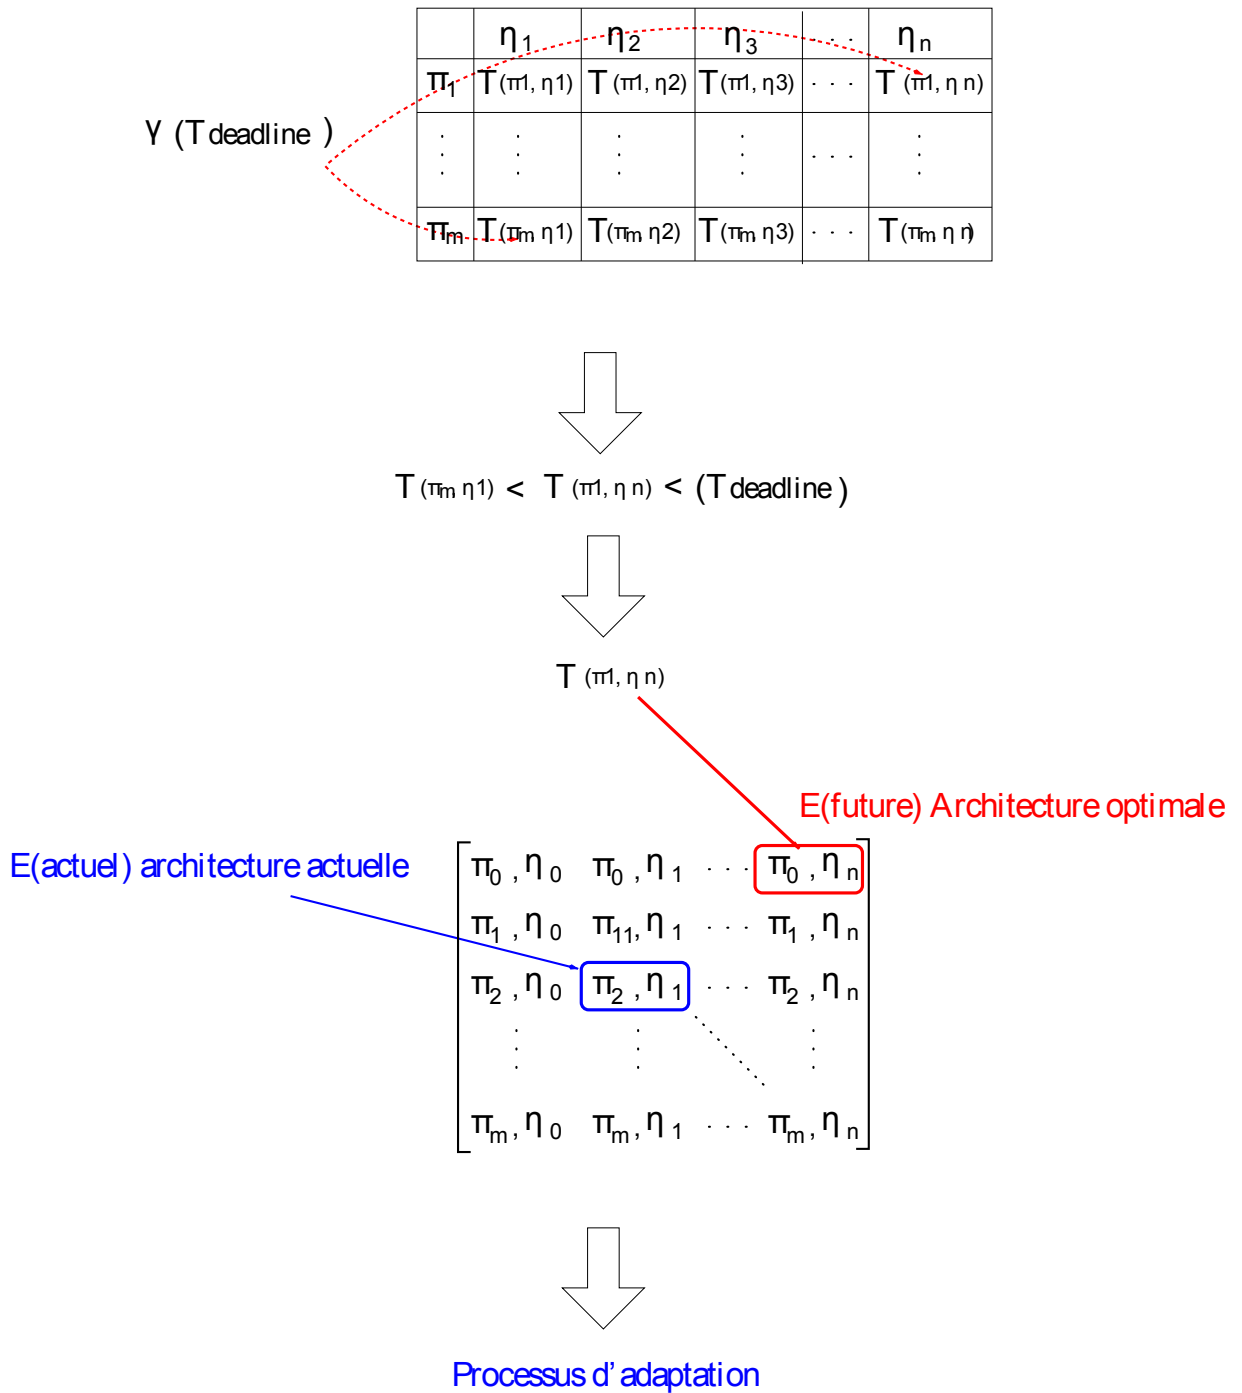 η1 η2 η3 . . . ηn
π1 T(π1, η1) T(π1, η2) T(π1, η3) . . . T (π1, η n)
γ (T deadline )
⋮ ⋮ ⋮ ⋮ . . . ⋮
πm T(πm, η1) T(πm, η2) T(πm, η3) . . . T(πm, η n)
T (πm, η1) < T (π1, η n) < (T deadline)
T (π1, η n)
E(future) Architecture optimale
E(actuel) architecture actuelle
π0 , η0 π0 , η1 . . . π0 , ηn
π1 , η0 π11, η1 . . . π1 , ηn
π2 , η0 π2 , η1 . . . π2 , ηn
⋮ ⋮ ⋱ ⋮
πm, η0 πm, η1 . . . πm, ηn
Processus d'adaptation